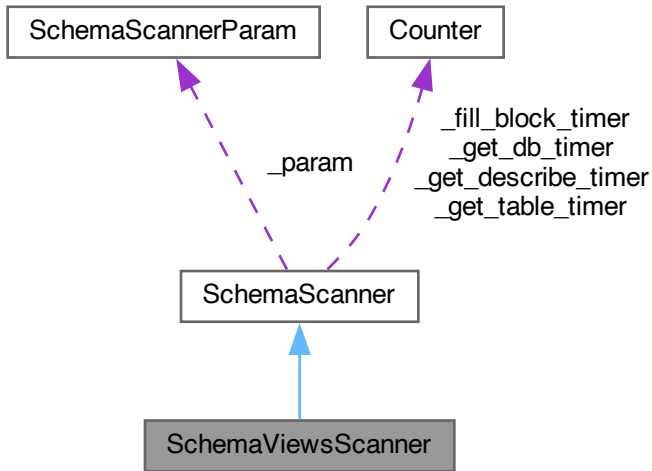 SchemaScannerParam
Counter
_fill_block_timer
_get_db_timer
_get_describe_timer
_get_table_timer
_param
SchemaScanner
SchemaViewsScanner